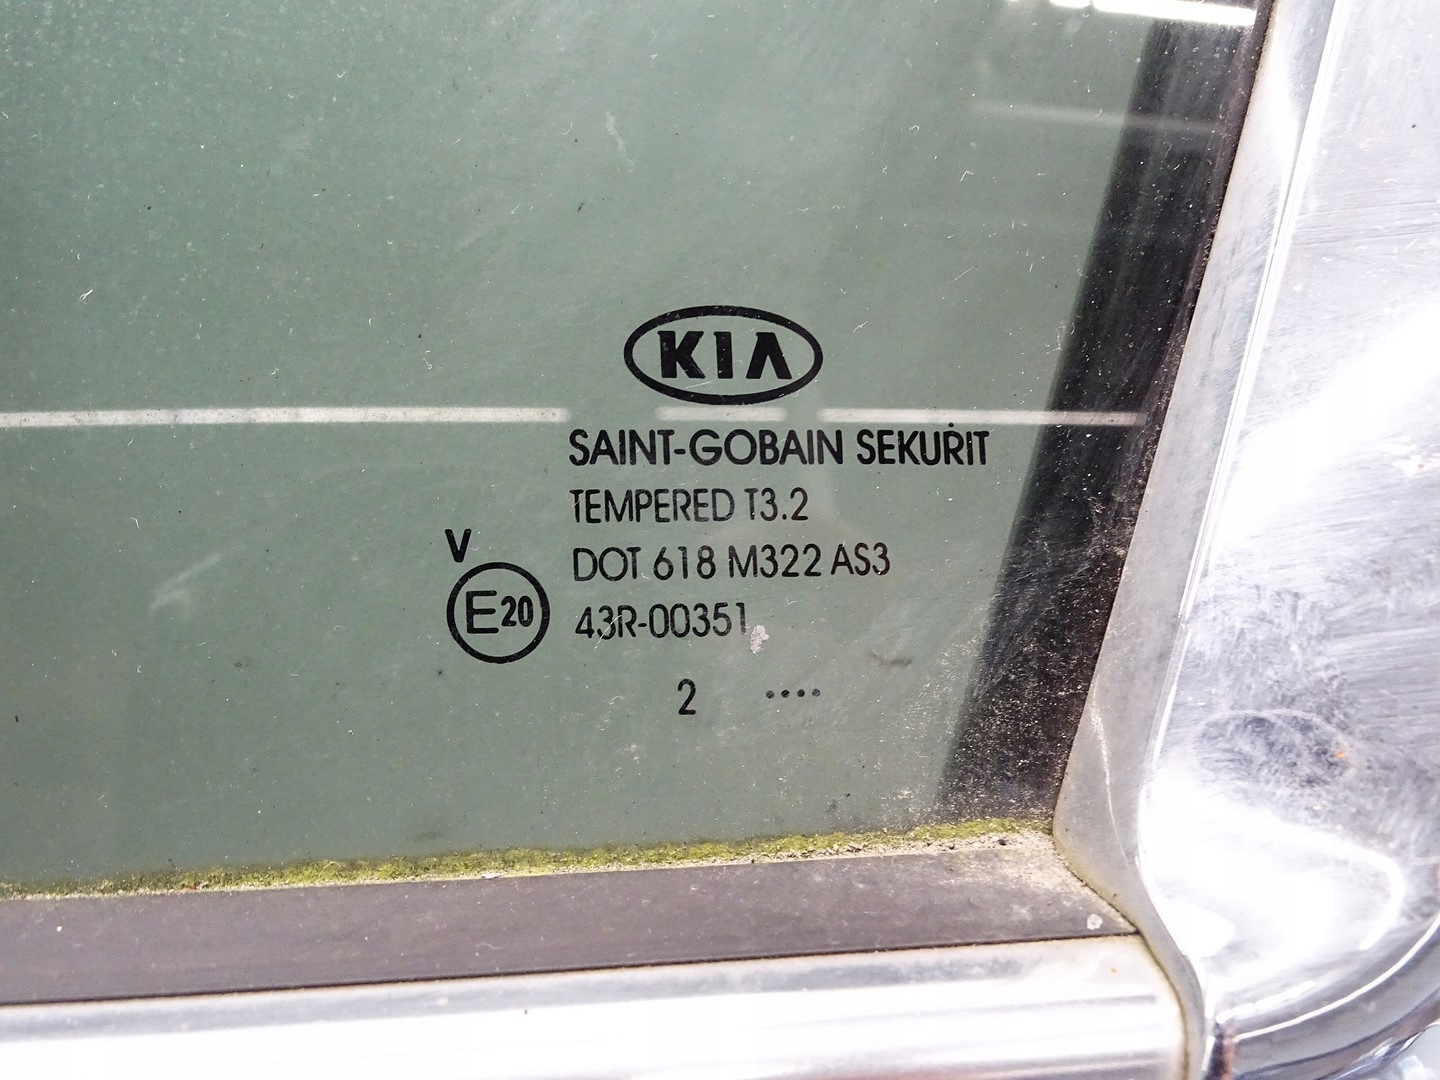 KIA
SAINT-GOBAIN SEKURIT
TEMPERED T3.2
V
DOT 618 M322 AS3
E20 43R-00351
2 ....